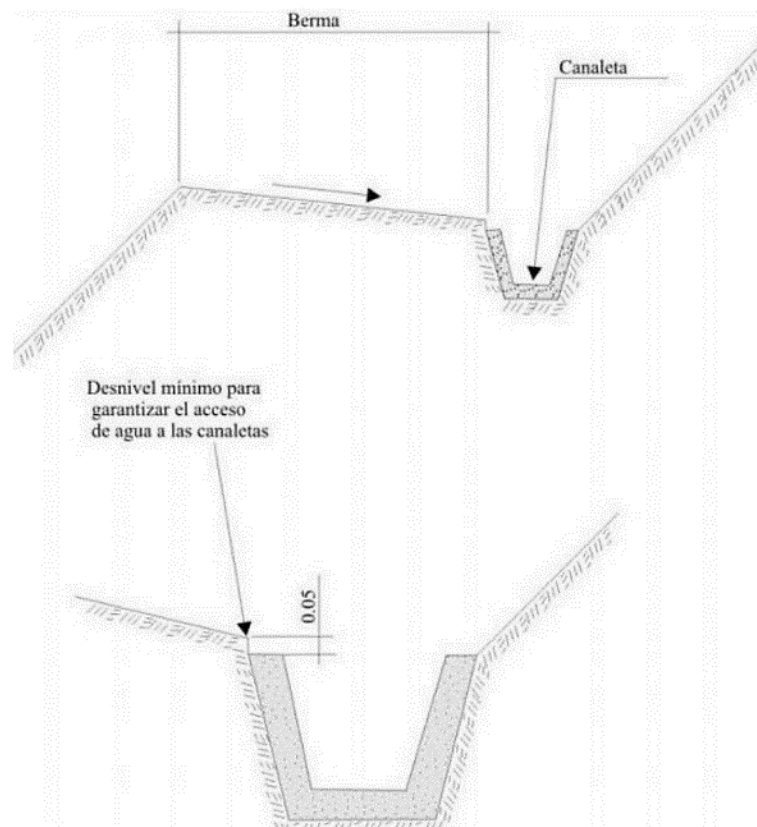 Berma
Canaleta
Desnivel mínimo para
garantizar el acceso
de agua a las canaletas
0.05